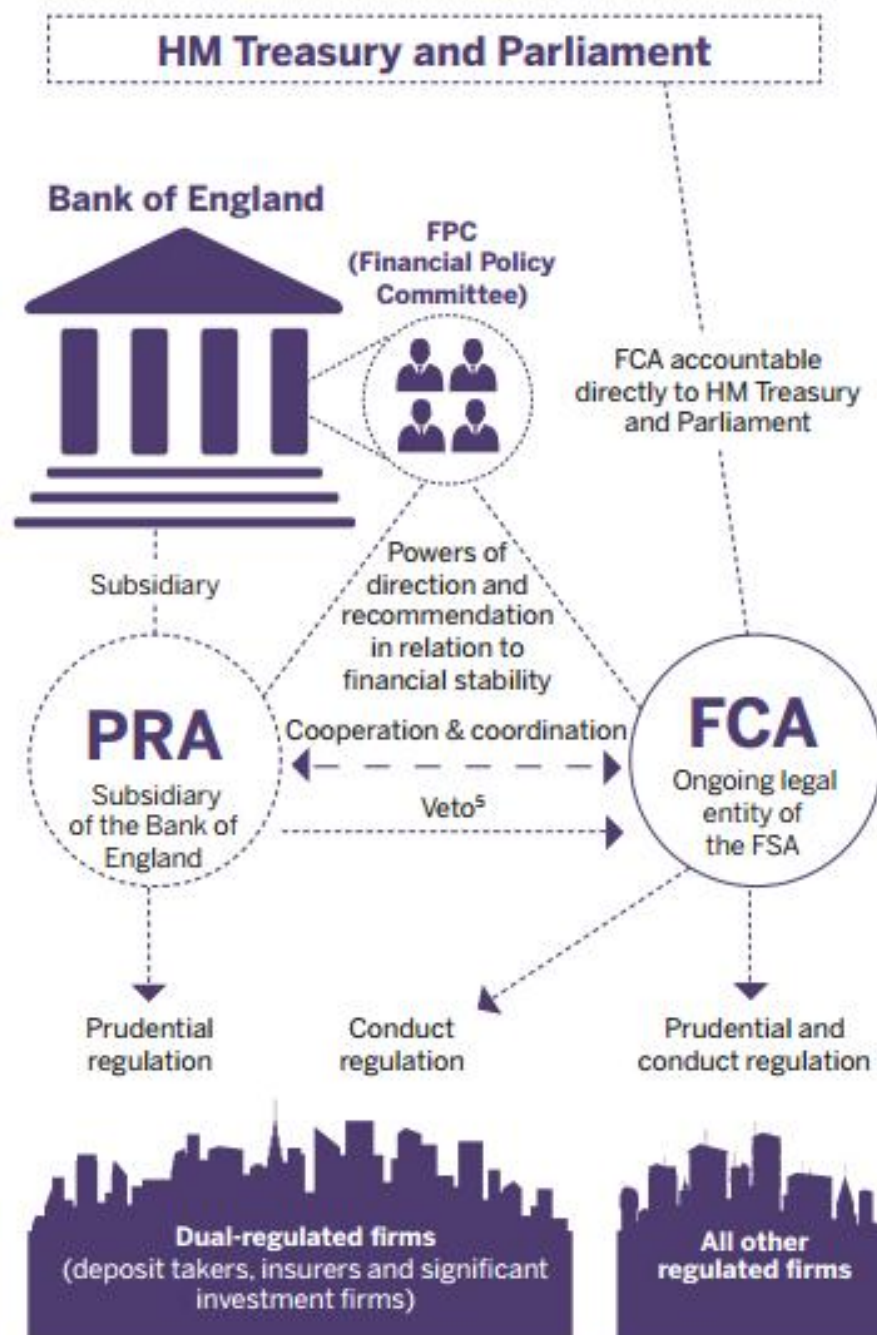 HM Treasury and Parliament
Bank of England
FPC
(Financial Policy
Committee)
FCA accountable
directly to HM Treasury
and Parliament
Subsidiary
Powers of
direction and
recommendation
in relation to
financial stability
PRA
Subsidiary
of the Bank of
England
Cooperation & coordination
Veto⁵
FCA
Ongoing legal
entity of
the FSA
Prudential
regulation
Conduct
regulation
Prudential and
conduct regulation
Dual-regulated firms
(deposit takers, insurers and significant
investment firms)
All other
regulated firms